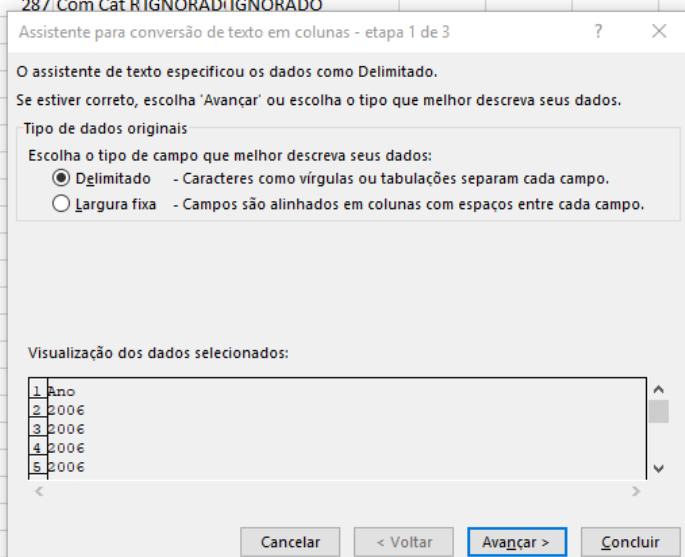 287 Com Cat R IGNORAD IGNORADO
Assistente para conversão de texto em colunas - etapa 1 de 3 ?
O assistente de texto especificou os dados como Delimitado.
Se estiver correto, escolha 'Avançar' ou escolha o tipo que melhor descreva seus dados.
Tipo de dados originais
Escolha o tipo de campo que melhor descreva seus dados:
Delimitado - Caracteres como vírgulas ou tabulações separam cada campo.
Largura fixa - Campos são alinhados em colunas com espaços entre cada campo.
Visualização dos dados selecionados:
1 Ano
2 2006
3 2006
4 2006
5 2006
Cancelar < Voltar Avançar > Concluir